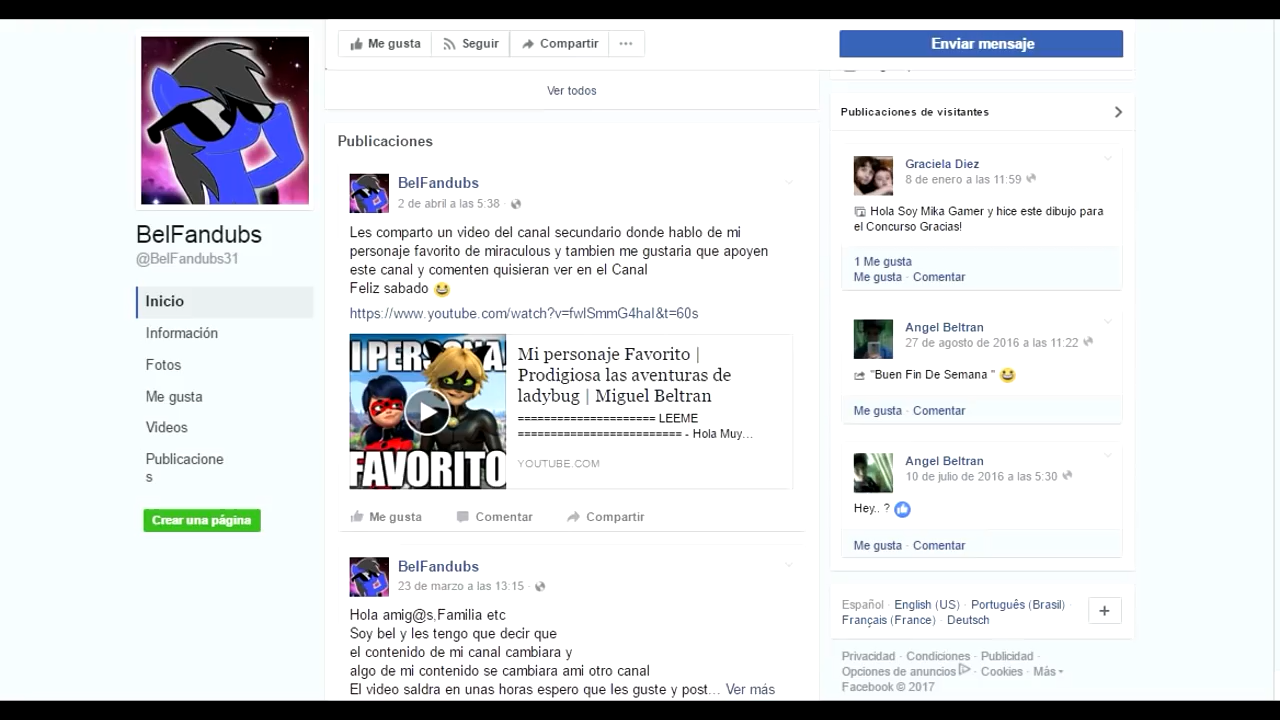 Me gusta
Seguir
Compartir
Enviar mensaje
Ver todos
BelFandubs
@BelFandubs31
Inicio
Información
Fotos
Me gusta
Videos
Publicacione
s
Crear una página
Publicaciones
BelFandubs
2 de abril a las 5:38 ·
Les comparto un video del canal secundario donde hablo de mi
personaje favorito de miraculous y tambien me gustaria que apoyen
este canal y comenten quisieran ver en el Canal
Feliz sabado
https://www.youtube.com/watch?v=fwlSmmG4haI&t=60s
MI PERSONA
FAVORITO
Mi personaje Favorito |
Prodigiosa las aventuras de
ladybug | Miguel Beltran
===================== LEEME
========================= - Hola Muy...
YOUTUBE.COM
Me gusta
Comentar
Compartir
BelFandubs
23 de marzo a las 13:15 ·
Hola amig@s,Familia etc
Soy bel y les tengo que decir que
el contenido de mi canal cambiara y
algo de mi contenido se cambiara ami otro canal
El video saldra en unas horas espero que les guste y post... Ver más
Publicaciones de visitantes
Graciela Diez
8 de enero a las 11:59
Hola Soy Mika Gamer y hice este dibujo para
el Concurso Gracias!
1 Me gusta
Me gusta · Comentar
Angel Beltran
27 de agosto de 2016 a las 11:22
"Buen Fin De Semana "
Me gusta · Comentar
Angel Beltran
10 de julio de 2016 a las 5:30
Hey.. ?
Me gusta · Comentar
Español · English (US) · Português (Brasil) ·
Français (France) · Deutsch
Privacidad · Condiciones · Publicidad ·
Opciones de anuncios · Cookies · Más
Facebook © 2017